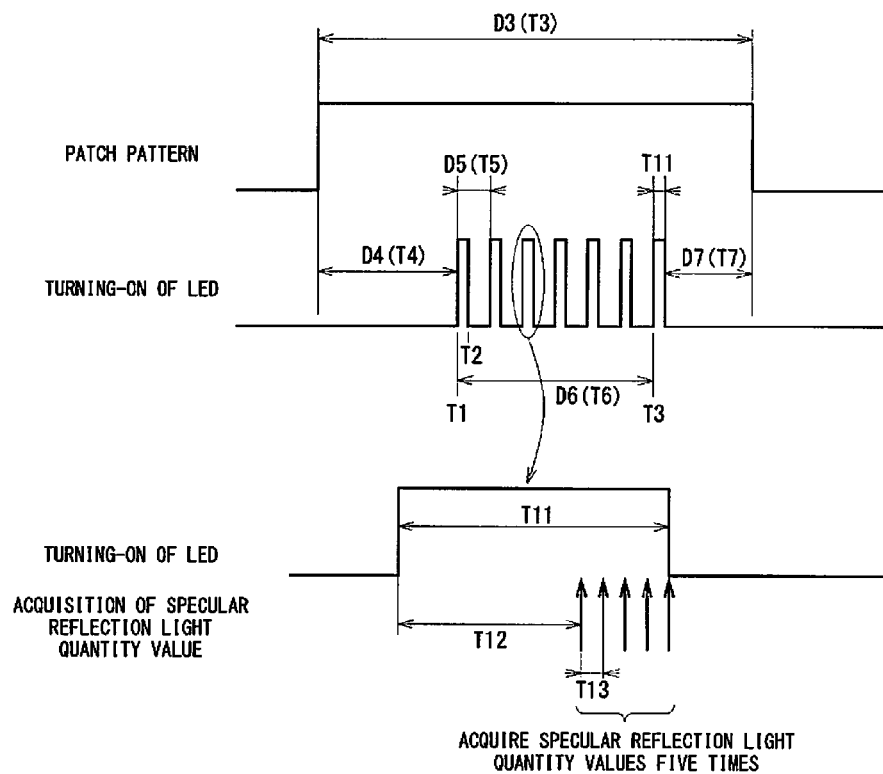 D3(T3)
PATCH PATTERN
D5(T5)
T11
D4(T4)
D7(T7)
TURNING-ON OF LED
T2
D6(T6)
T1
T3
T11
TURNING-ON OF LED
ACQUISITION OF SPECULAR
REFLECTION LIGHT
QUANTITY VALUE
T12
T13
ACQUIRE SPECULAR REFLECTION LIGHT
QUANTITY VALUES FIVE TIMES